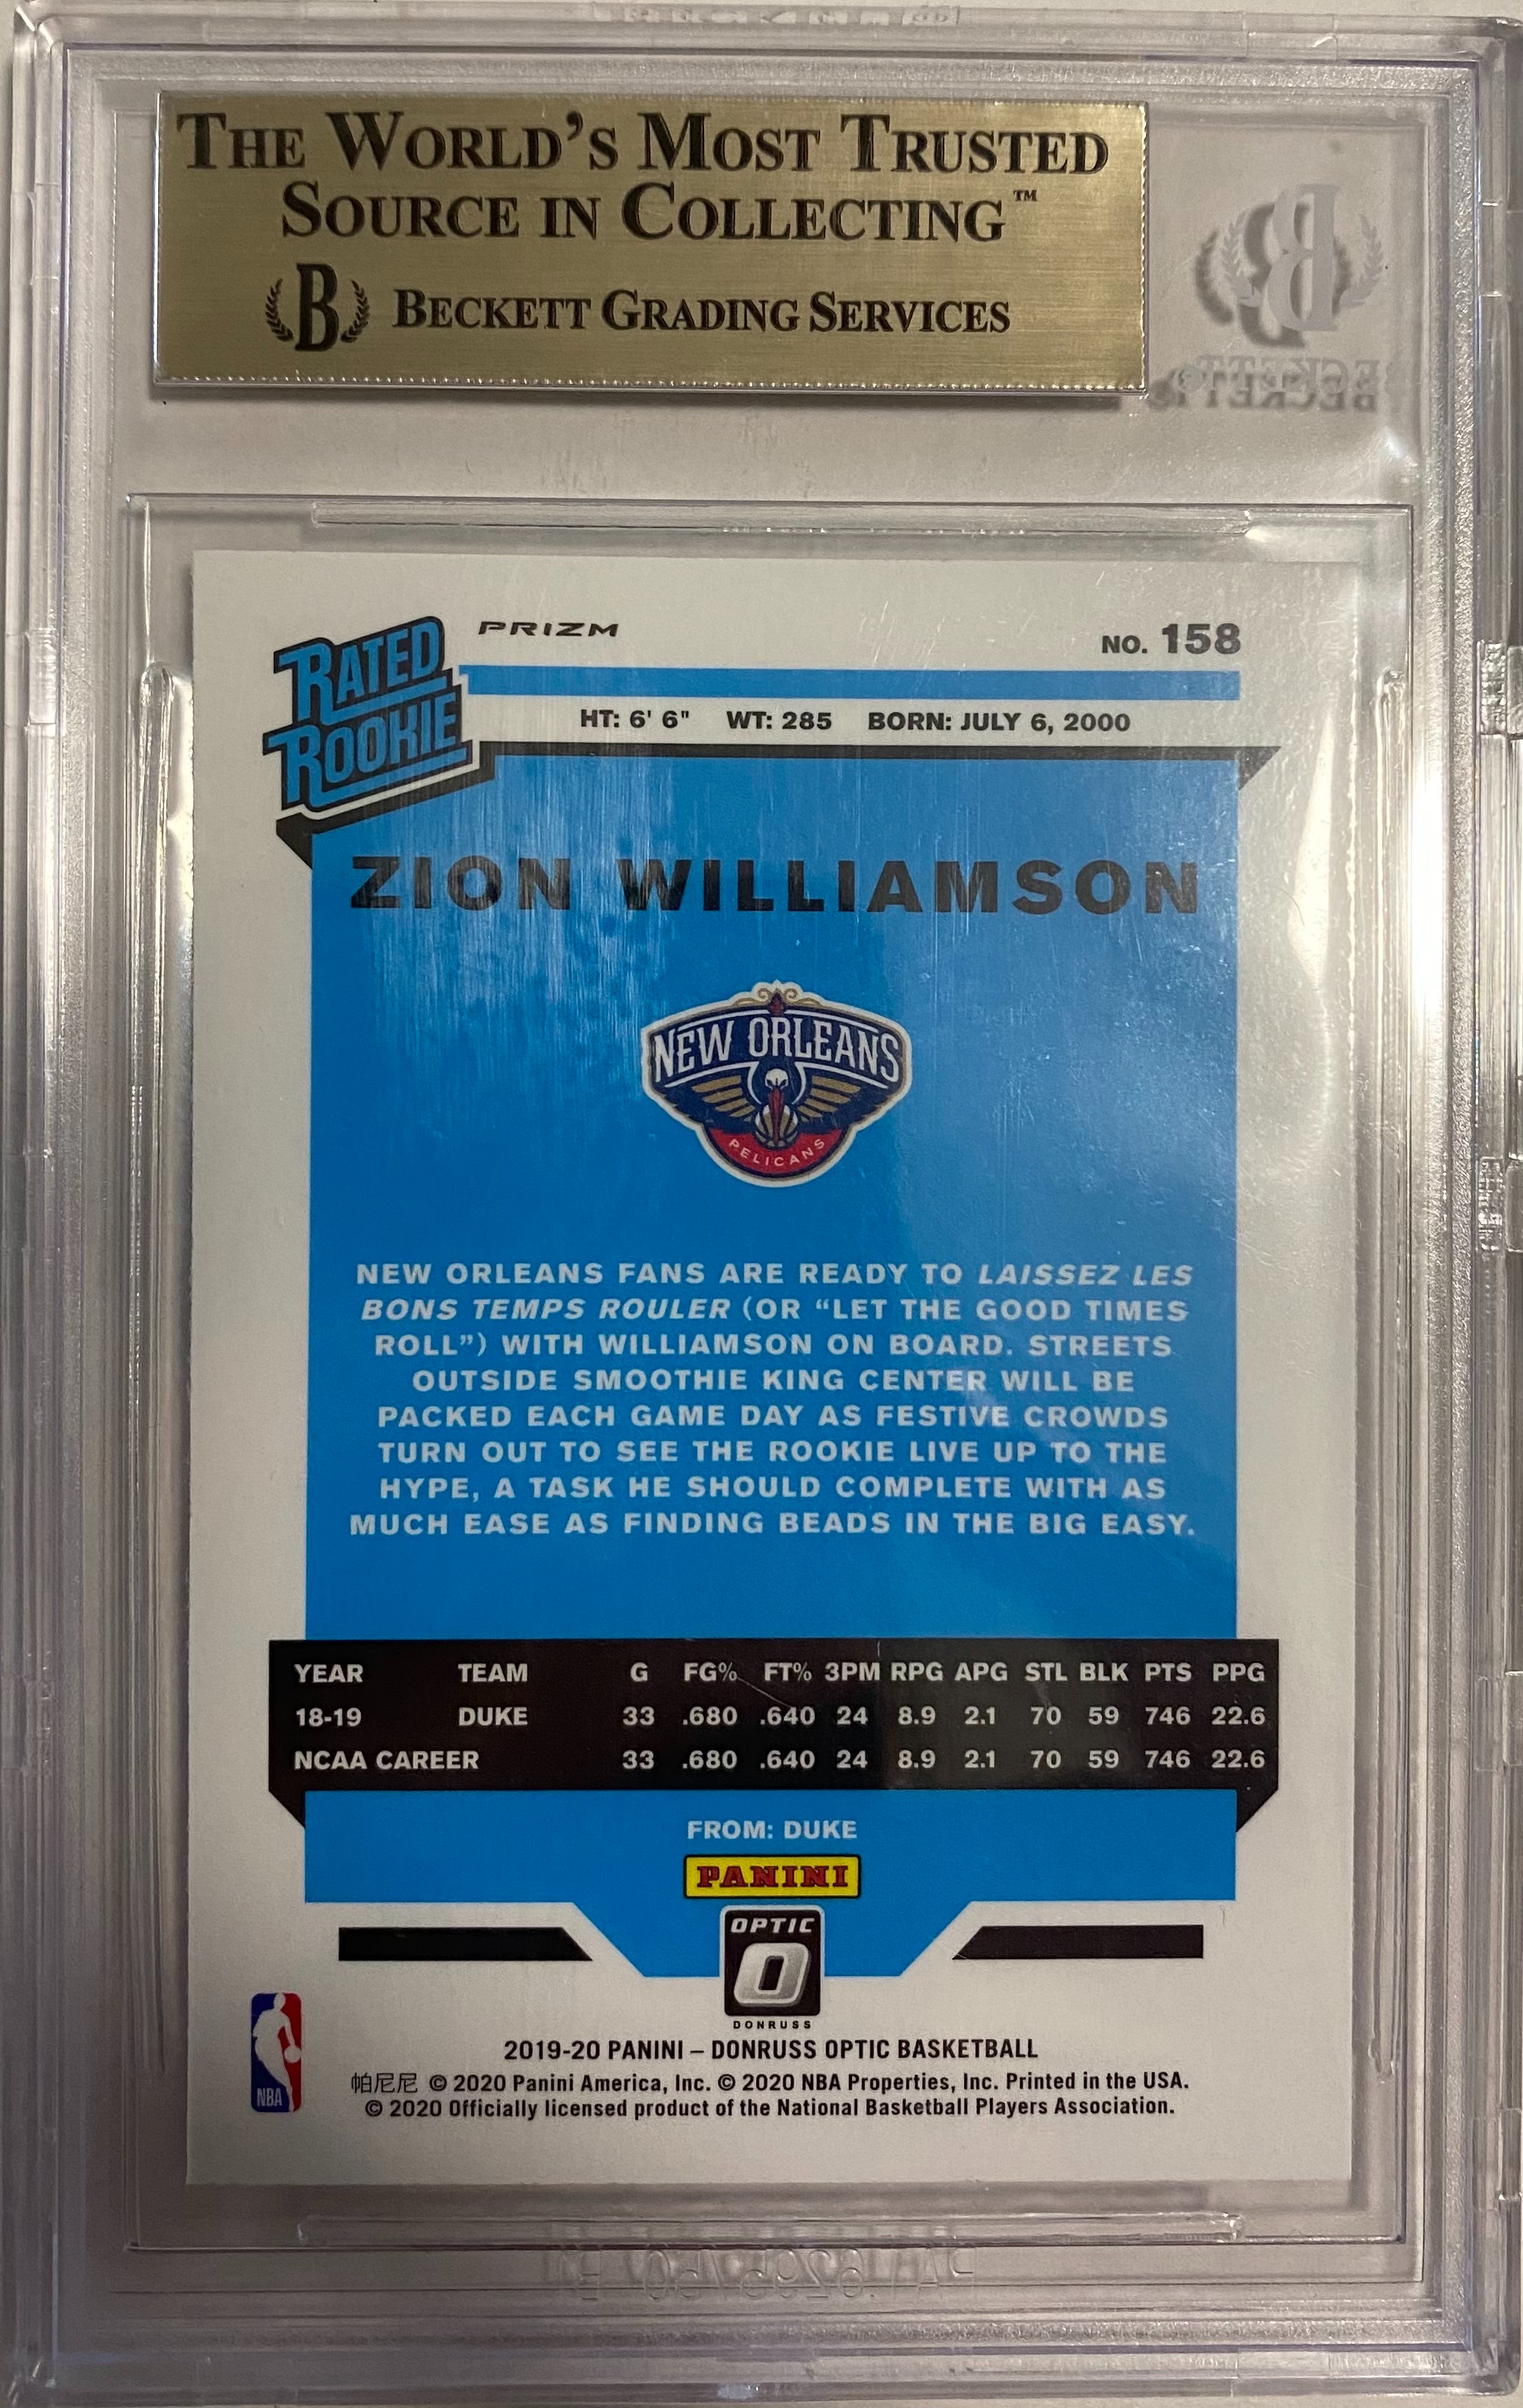 THE WORLD'S MOST TRUSTED
SOURCE IN COLLECTING™
B BECKETT GRADING SERVICES
B
BECKETT
RATED
ROOKIE
PRIZM
NO. 158
HT: 6' 6" WT: 285 BORN: JULY 6, 2000
ZION WILLIAMSON
NEW ORLEANS
PELICANS
NEW ORLEANS FANS ARE READY TO LAISSEZ LES
BONS TEMPS ROULER (OR “LET THE GOOD TIMES
ROLL”) WITH WILLIAMSON ON BOARD. STREETS
OUTSIDE SMOOTHIE KING CENTER WILL BE
PACKED EACH GAME DAY AS FESTIVE CROWDS
TURN OUT TO SEE THE ROOKIE LIVE UP TO THE
HYPE, A TASK HE SHOULD COMPLETE WITH AS
MUCH EASE AS FINDING BEADS IN THE BIG EASY.
YEAR TEAM G FG% FT% 3PM RPG APG STL BLK PTS PPG
18-19 DUKE 33 .680 .640 24 8.9 2.1 70 59 746 22.6
NCAA CAREER 33 .680 .640 24 8.9 2.1 70 59 746 22.6
FROM: DUKE
PANINI
OPTIC
O
DONRUSS
NBA
2019-20 PANINI – DONRUSS OPTIC BASKETBALL
帕尼尼 © 2020 Panini America, Inc. © 2020 NBA Properties, Inc. Printed in the USA.
© 2020 Officially licensed product of the National Basketball Players Association.